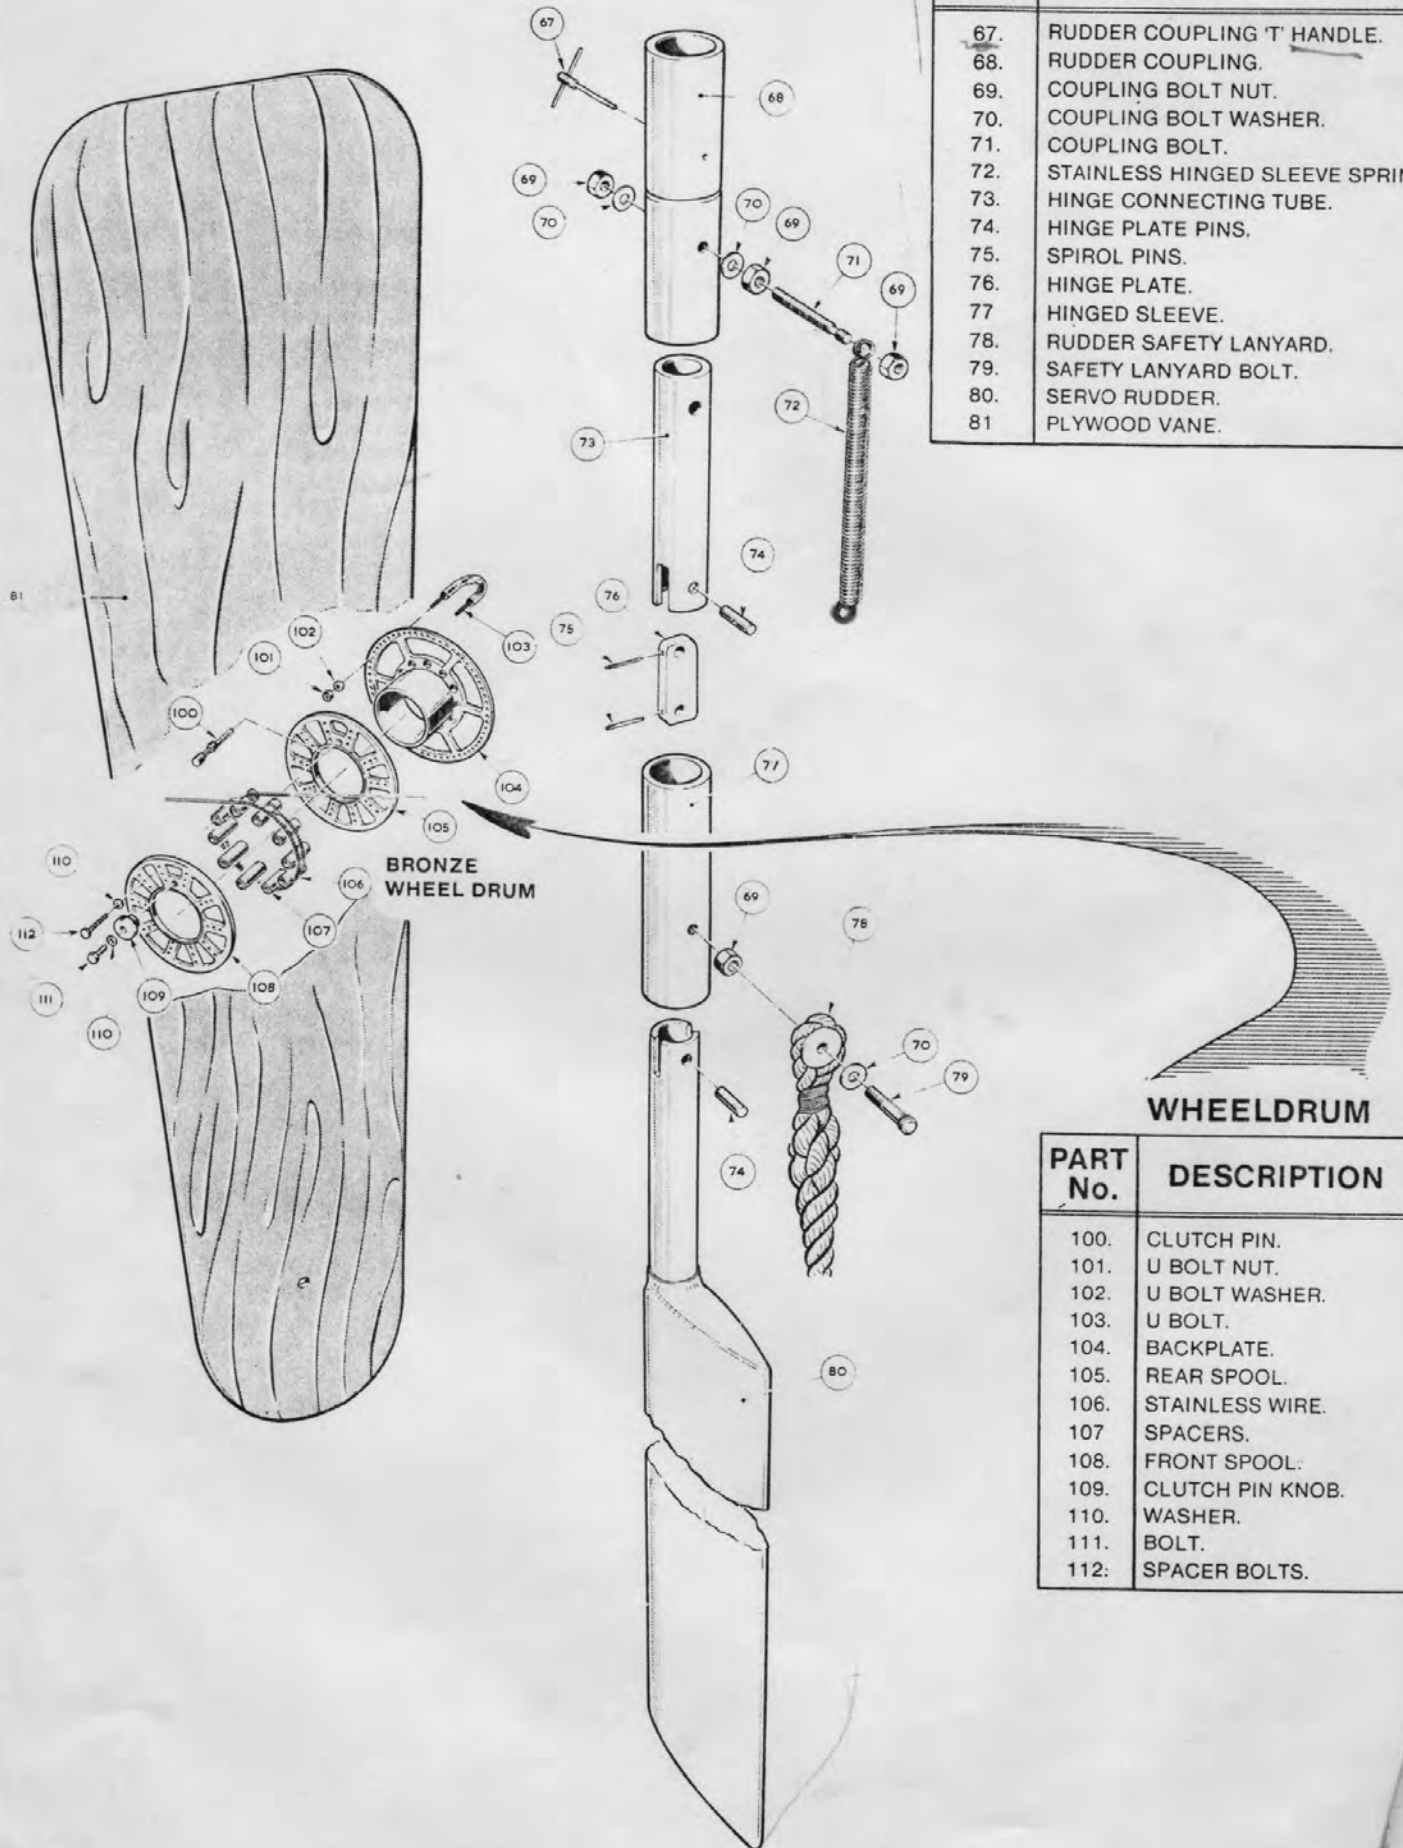 67. RUDDER COUPLING 'T' HANDLE.
68. RUDDER COUPLING.
69. COUPLING BOLT NUT.
70. COUPLING BOLT WASHER.
71. COUPLING BOLT.
72. STAINLESS HINGED SLEEVE SPRIN
73. HINGE CONNECTING TUBE.
74. HINGE PLATE PINS.
75. SPIROL PINS.
76. HINGE PLATE.
77 HINGED SLEEVE.
78. RUDDER SAFETY LANYARD.
79. SAFETY LANYARD BOLT.
80. SERVO RUDDER.
81 PLYWOOD VANE.
67
68
69
70
70
69
71
69
72
73
74
76
75
81
102
101
103
100
104
105
77
BRONZE
WHEEL DRUM
110
106
107
112
108
109
111
110
69
78
70
79
74
80
WHEELDRUM
PART No. DESCRIPTION
100. CLUTCH PIN.
101. U BOLT NUT.
102. U BOLT WASHER.
103. U BOLT.
104. BACKPLATE.
105. REAR SPOOL.
106. STAINLESS WIRE.
107 SPACERS.
108. FRONT SPOOL.
109. CLUTCH PIN KNOB.
110. WASHER.
111. BOLT.
112: SPACER BOLTS.